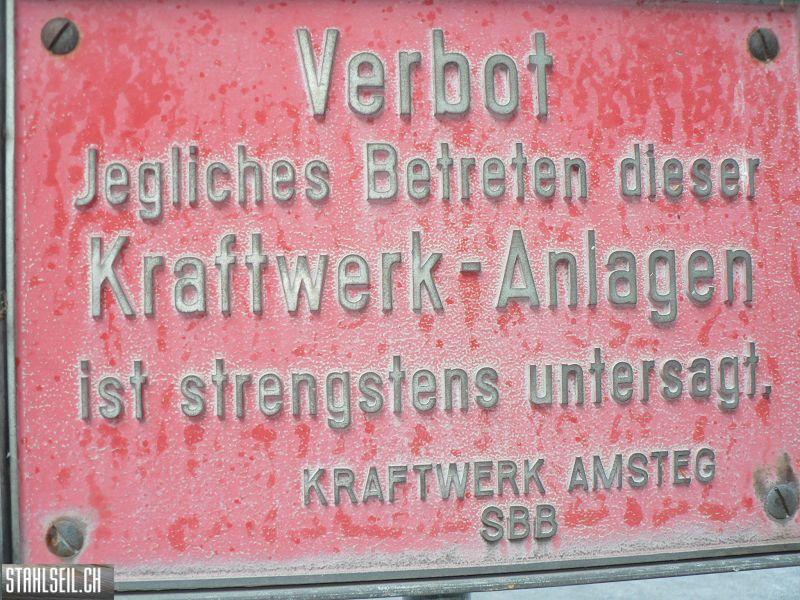 Verbot
Jegliches Betreten dieser
Kraftwerk-Anlagen
ist strengstens untersagt.
KRAFTWERK AMSTEG
SBB
STAHLSEIL.CH